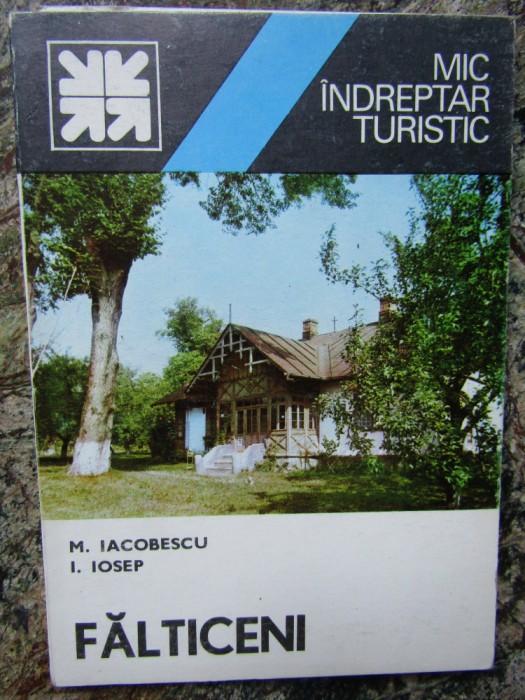 MIC
ÎNDREPTAR
TURISTIC
M. IACOBESCU
I. IOSEP
FĂLTICENI